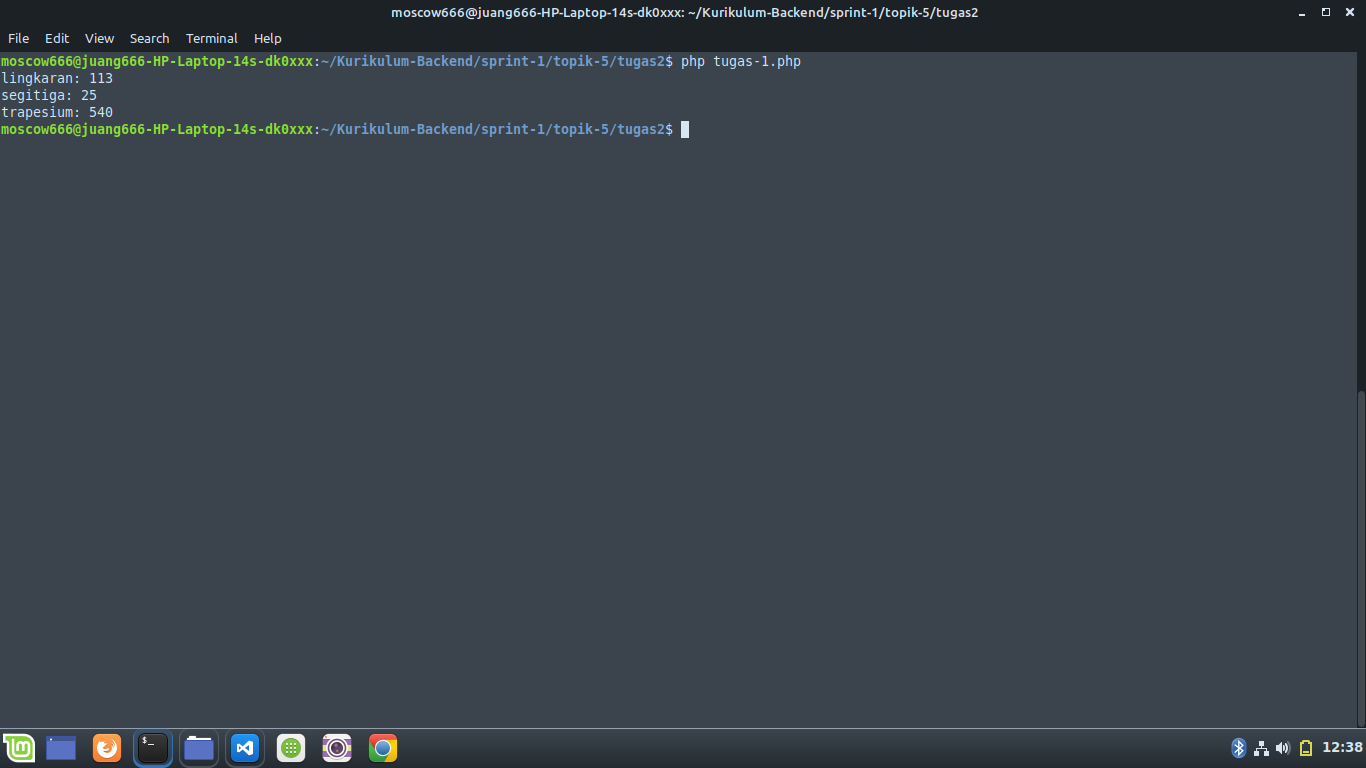 moscow666@juang666-HP-Laptop-14s-dk0xxx: ~/Kurikulum-Backend/sprint-1/topik-5/tugas2
File Edit View Search Terminal Help
moscow666@juang666-HP-Laptop-14s-dk0xxx:~/Kurikulum-Backend/sprint-1/topik-5/tugas2$ php tugas-1.php
lingkaran: 113
segitiga: 25
trapesium: 540
moscow666@juang666-HP-Laptop-14s-dk0xxx:~/Kurikulum-Backend/sprint-1/topik-5/tugas2$
12:38